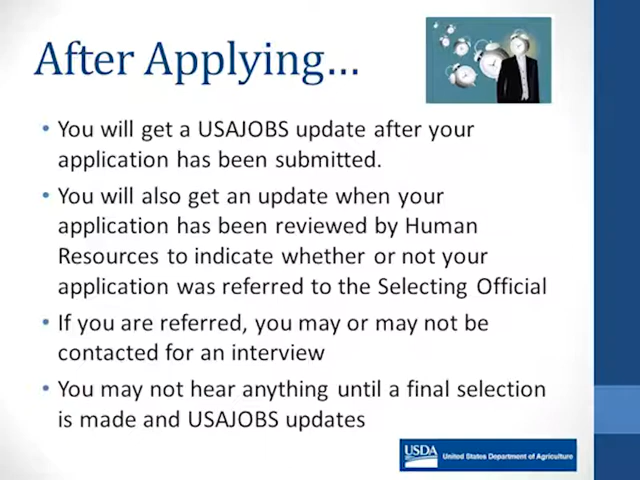 After Applying...
• You will get a USAJOBS update after your
application has been submitted.
• You will also get an update when your
application has been reviewed by Human
Resources to indicate whether or not your
application was referred to the Selecting Official
• If you are referred, you may or may not be
contacted for an interview
• You may not hear anything until a final selection
is made and USAJOBS updates
USDA United States Department of Agriculture